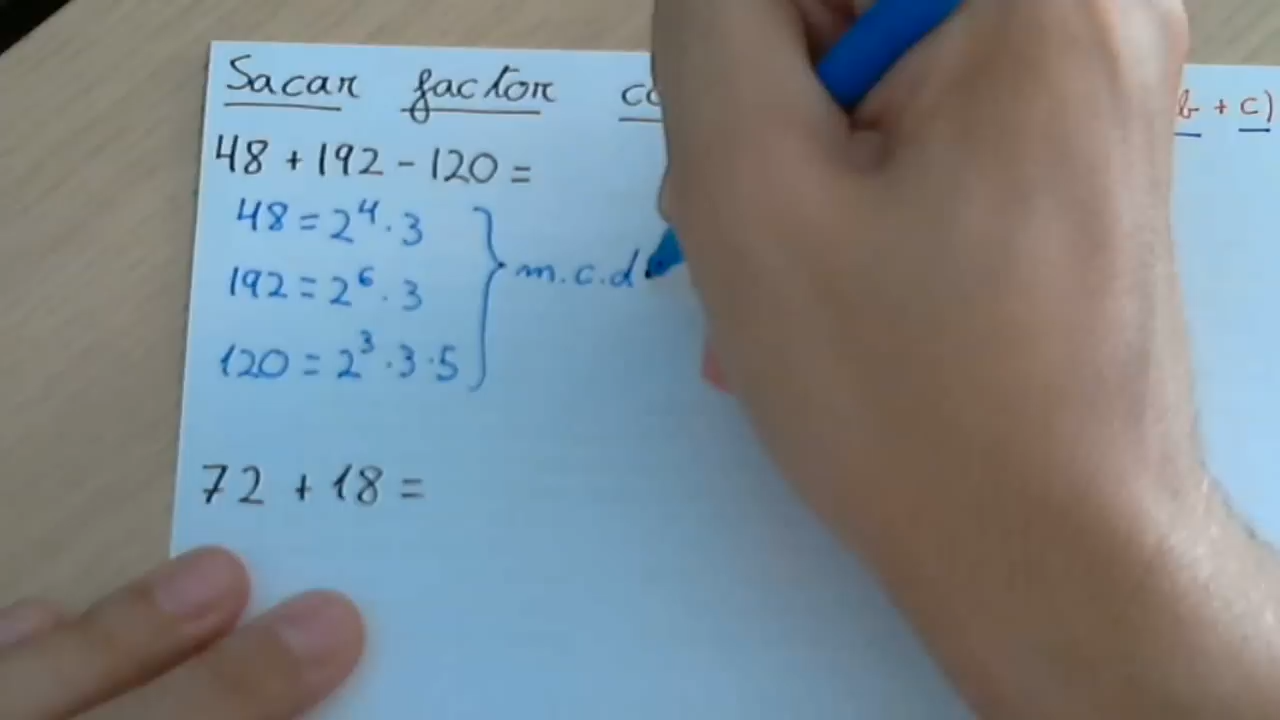 Sacar factor b + c)
48 + 192 - 120 =
48 = 2⁴ · 3
192 = 2⁶ · 3
120 = 2³ · 3 · 5
m.c.d
72 + 18 =